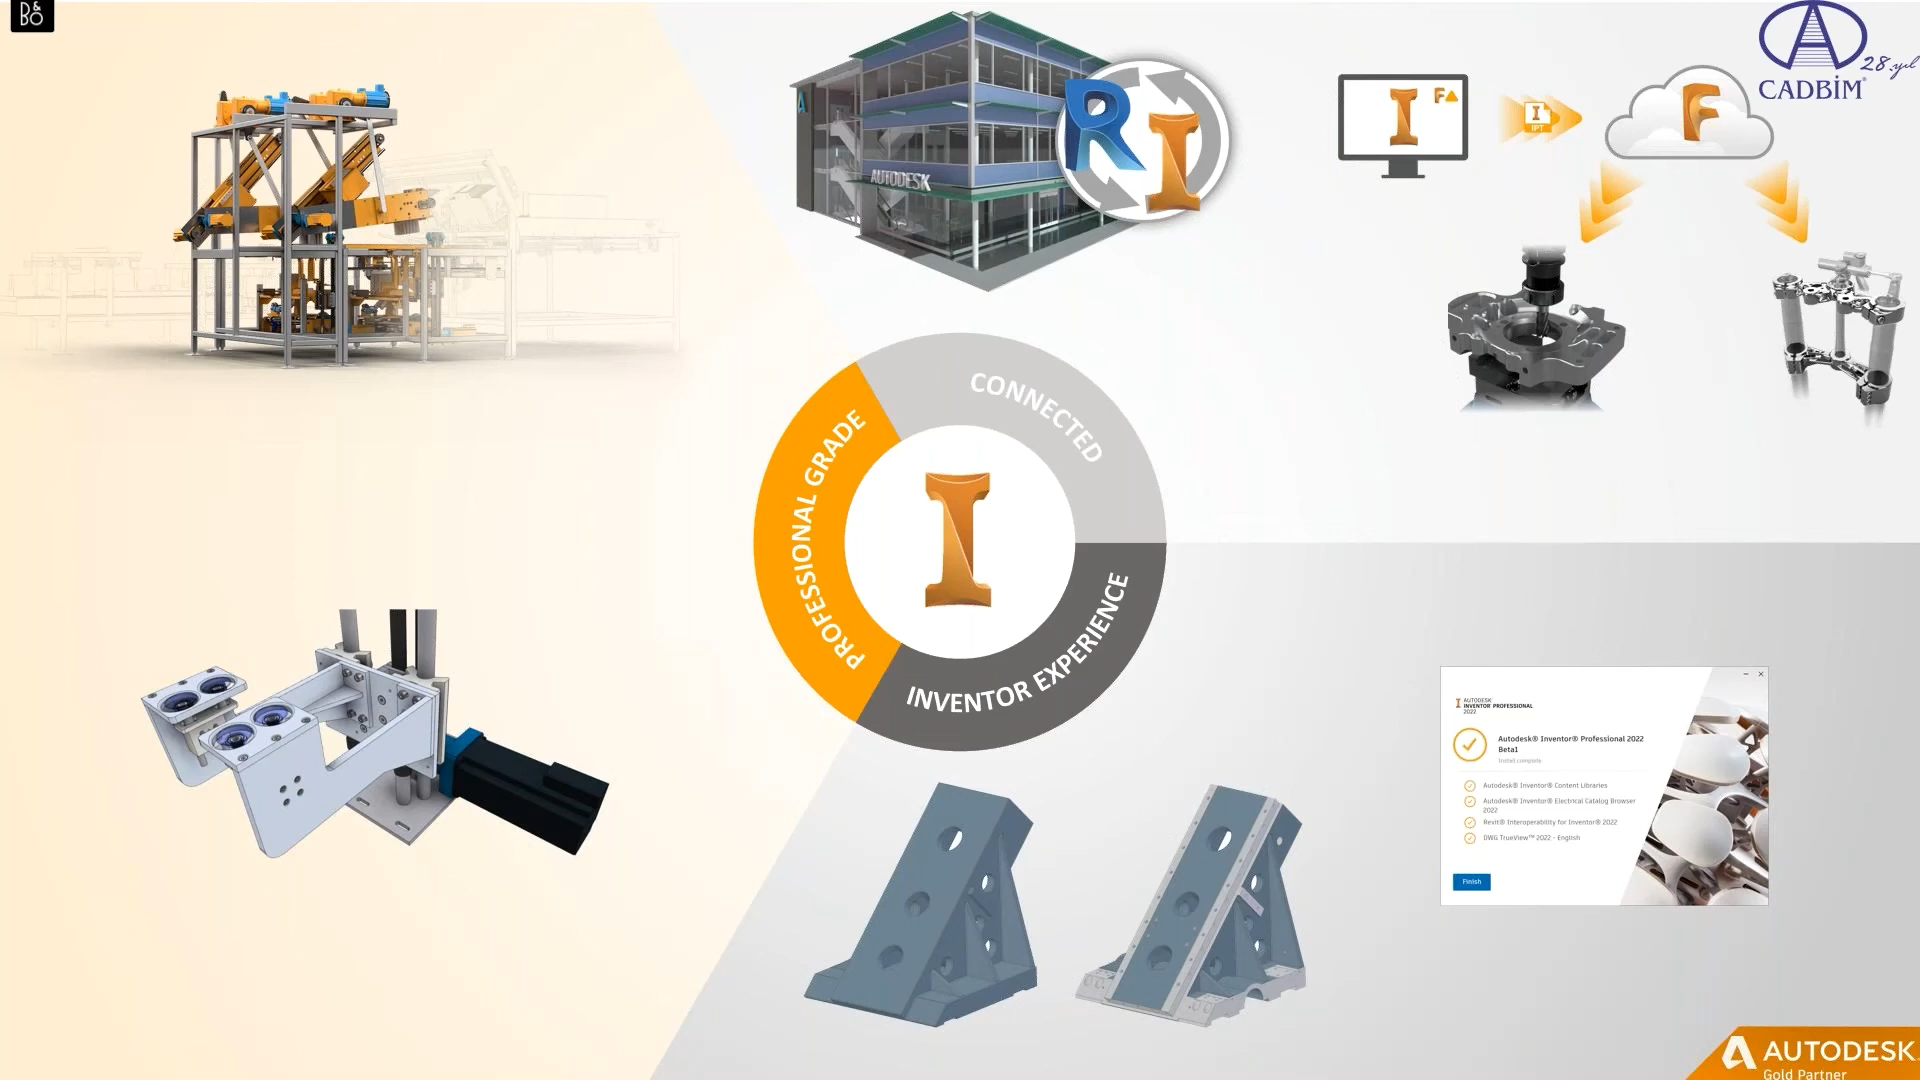 B&
BO
AUTODESK
R
I
I
F
I
IPT
F
28.yıl
CADBİM
PROFESSIONAL GRADE
CONNECTED
INVENTOR EXPERIENCE
I
I AUTODESK
INVENTOR PROFESSIONAL
2022
Autodesk® Inventor® Professional 2022
Beta1
Install complete
Autodesk® Inventor® Content Libraries
Autodesk® Inventor® Electrical Catalog Browser
2022
Revit® Interoperability for Inventor® 2022
DWG TrueView™ 2022 - English
Finish
AUTODESK
Gold Partner